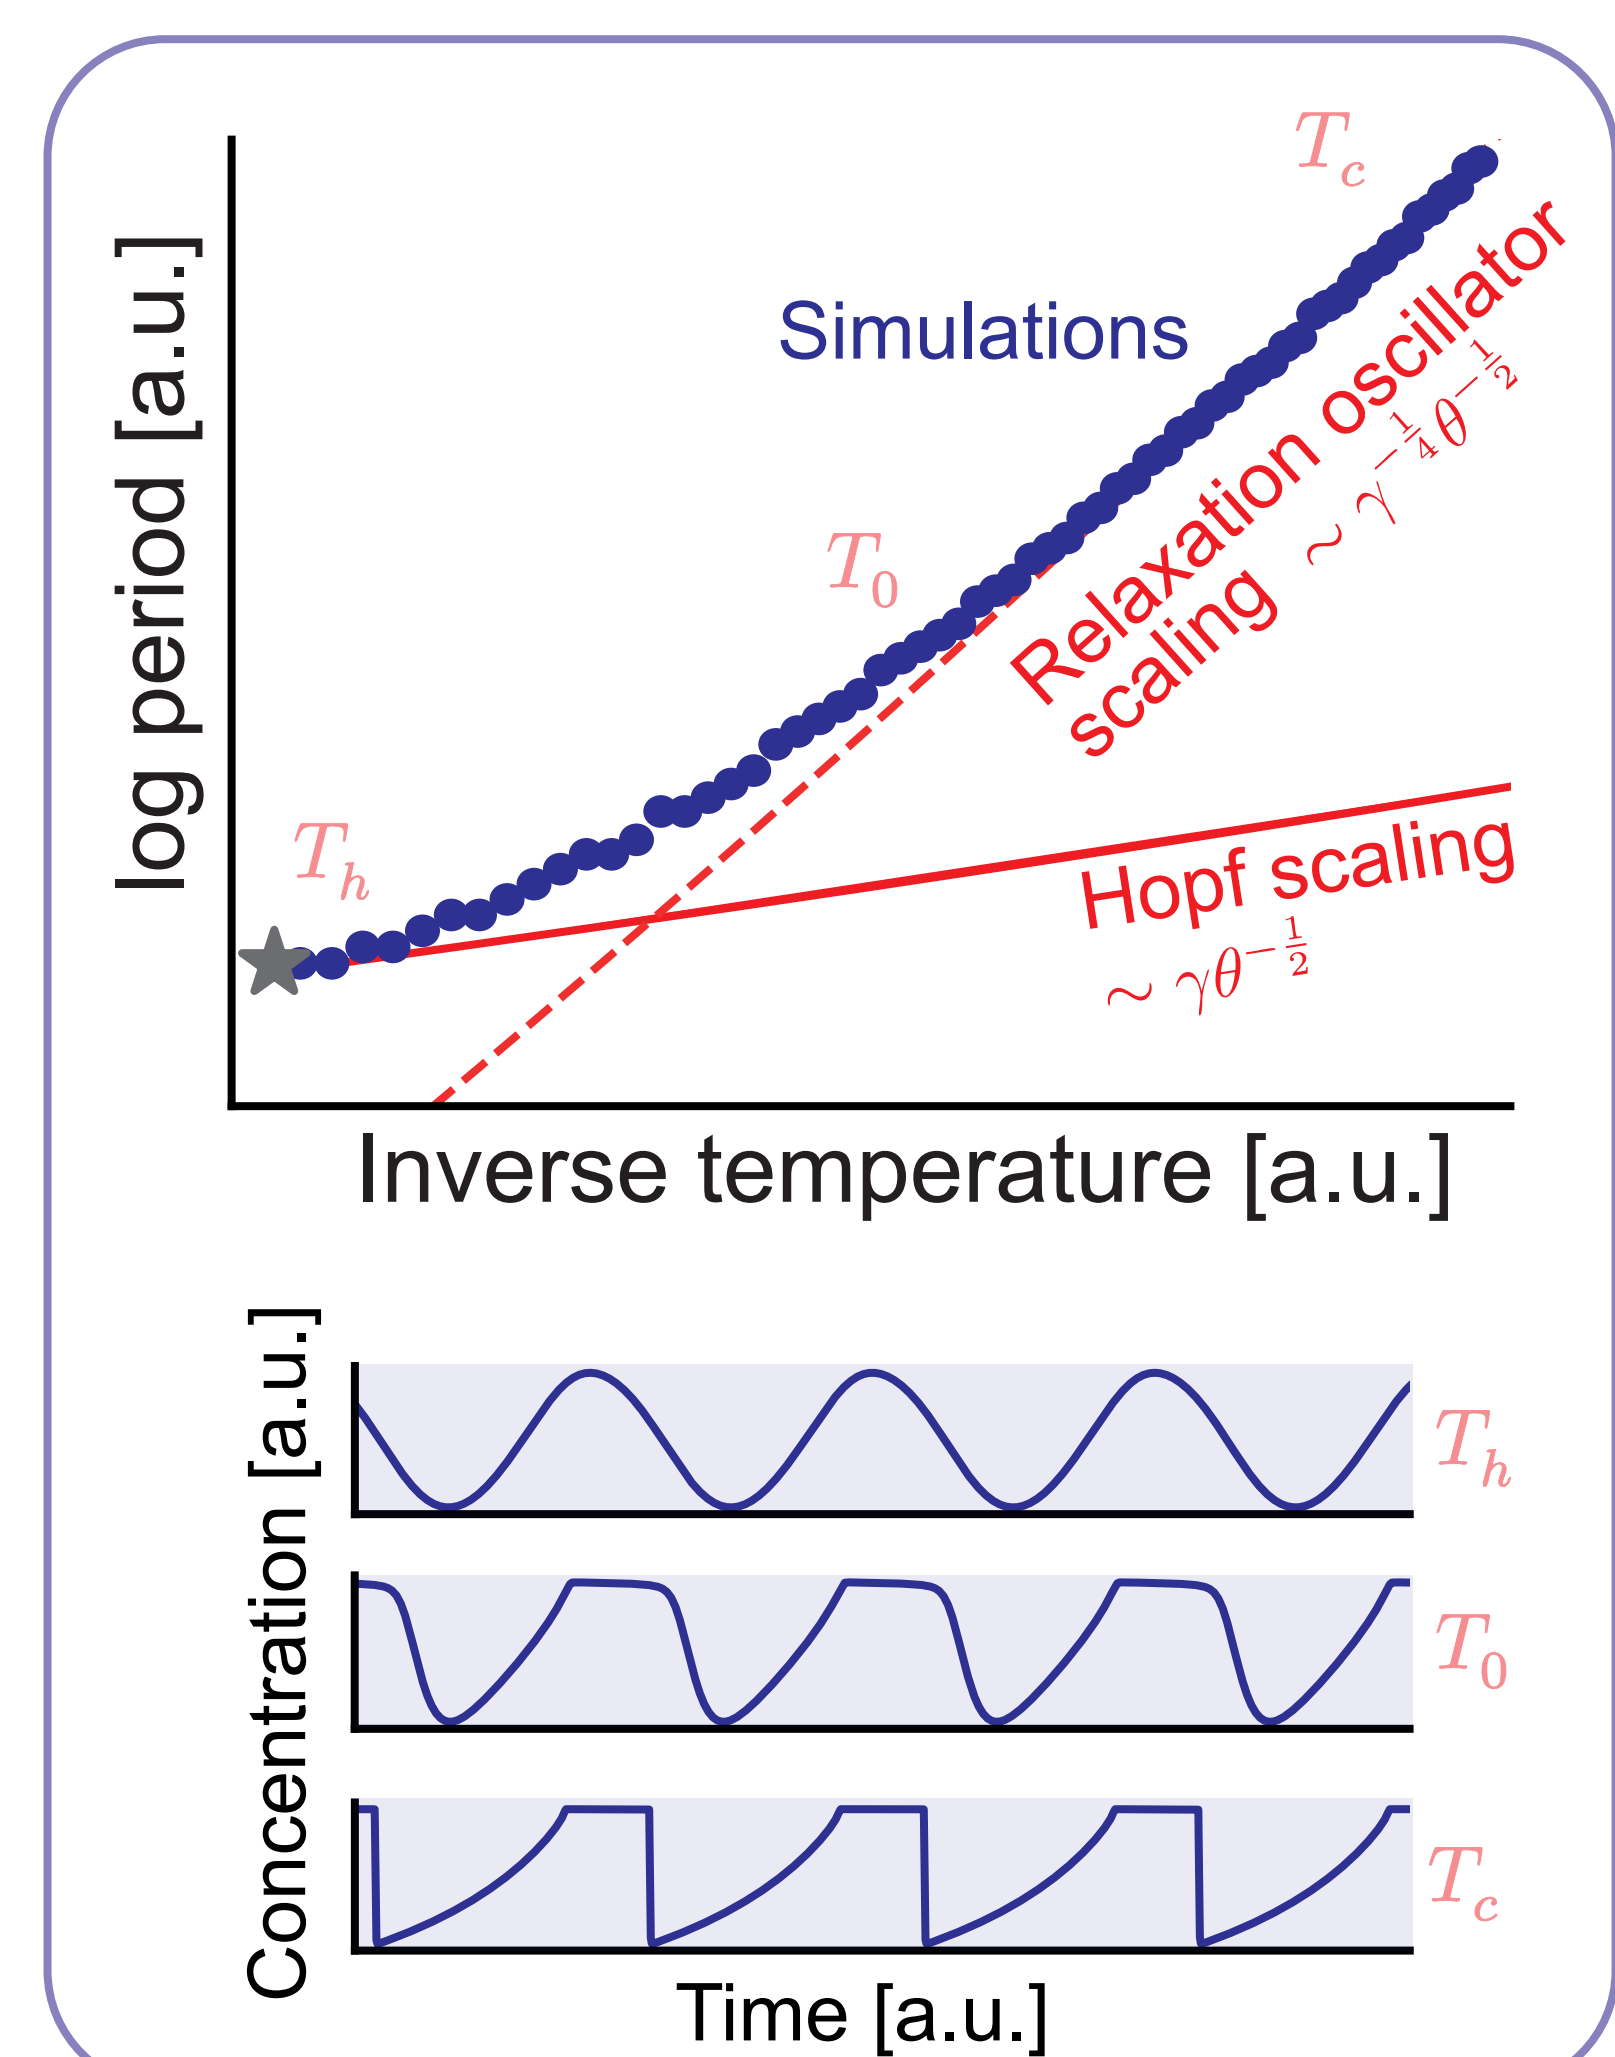 log period [a.u.]
T_c
Simulations
T_0
T_h
Relaxation oscillator
scaling ~ γ^{-1/4}θ^{-1/2}
Hopf scaling
~ γθ^{-1/2}
Inverse temperature [a.u.]
Concentration [a.u.]
T_h
T_0
T_c
Time [a.u.]